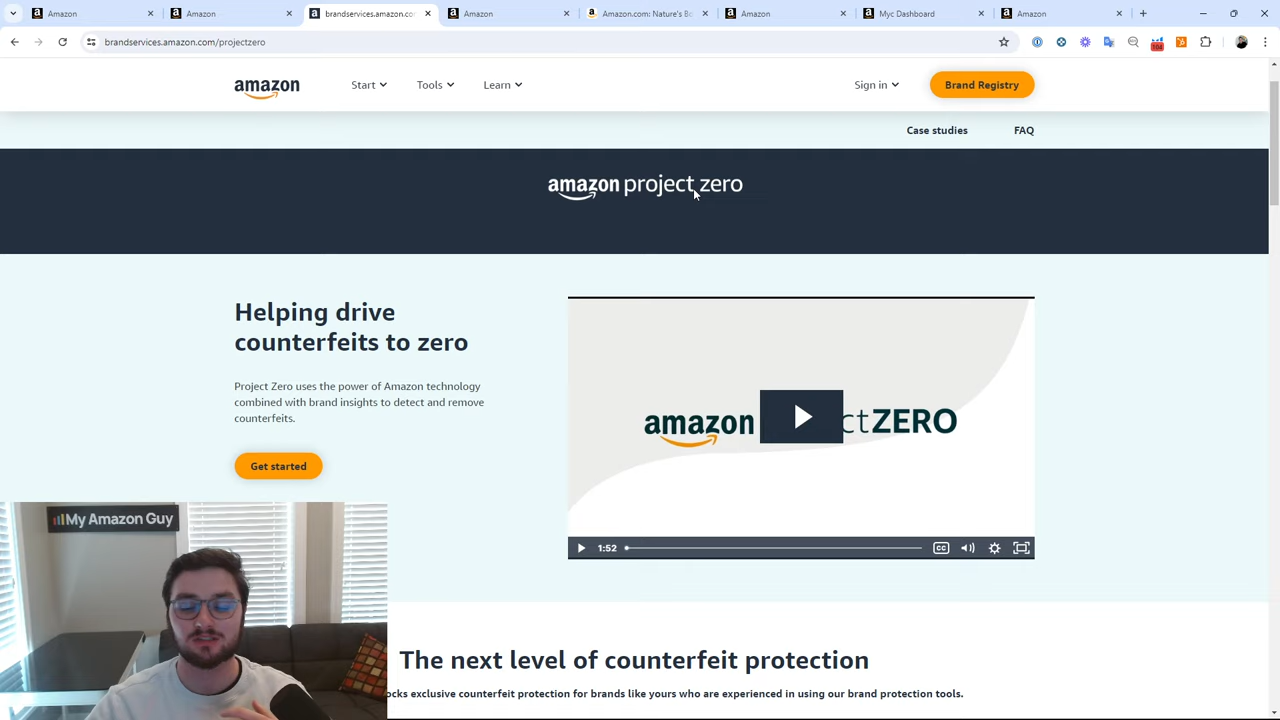 Amazon
Amazon
brandservices.amazon.co
Amazon
Amazon.com: Nature's Bo
Amazon
Myc Dashboard
Amazon
brandservices.amazon.com/projectzero
104
amazon
Start
Tools
Learn
Sign in
Brand Registry
Case studies
FAQ
amazon project zero
Helping drive
counterfeits to zero
Project Zero uses the power of Amazon technology
combined with brand insights to detect and remove
counterfeits.
Get started
amazon
ctZERO
1:52
CC
My Amazon Guy
The next level of counterfeit protection
ocks exclusive counterfeit protection for brands like yours who are experienced in using our brand protection tools.